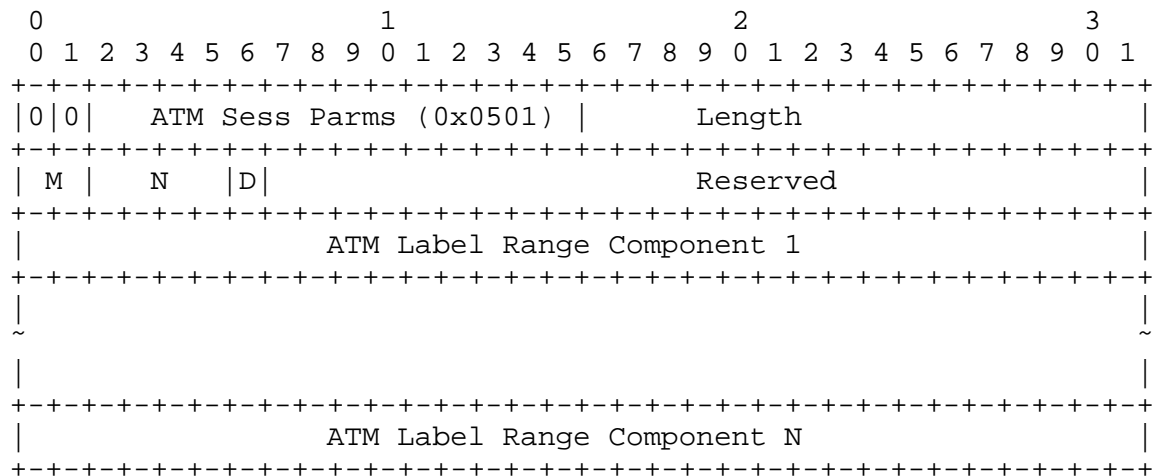 0                   1                   2                   3
 0 1 2 3 4 5 6 7 8 9 0 1 2 3 4 5 6 7 8 9 0 1 2 3 4 5 6 7 8 9 0 1
+-+-+-+-+-+-+-+-+-+-+-+-+-+-+-+-+-+-+-+-+-+-+-+-+-+-+-+-+-+-+-+-+
|0|0|   ATM Sess Parms (0x0501) |      Length                   |
+-+-+-+-+-+-+-+-+-+-+-+-+-+-+-+-+-+-+-+-+-+-+-+-+-+-+-+-+-+-+-+-+
| M |   N   |D|                        Reserved                 |
+-+-+-+-+-+-+-+-+-+-+-+-+-+-+-+-+-+-+-+-+-+-+-+-+-+-+-+-+-+-+-+-+
|                 ATM Label Range Component 1                   |
+-+-+-+-+-+-+-+-+-+-+-+-+-+-+-+-+-+-+-+-+-+-+-+-+-+-+-+-+-+-+-+-+
|                                                               |
~                                                               ~
|                                                               |
+-+-+-+-+-+-+-+-+-+-+-+-+-+-+-+-+-+-+-+-+-+-+-+-+-+-+-+-+-+-+-+-+
|                 ATM Label Range Component N                   |
+-+-+-+-+-+-+-+-+-+-+-+-+-+-+-+-+-+-+-+-+-+-+-+-+-+-+-+-+-+-+-+-+